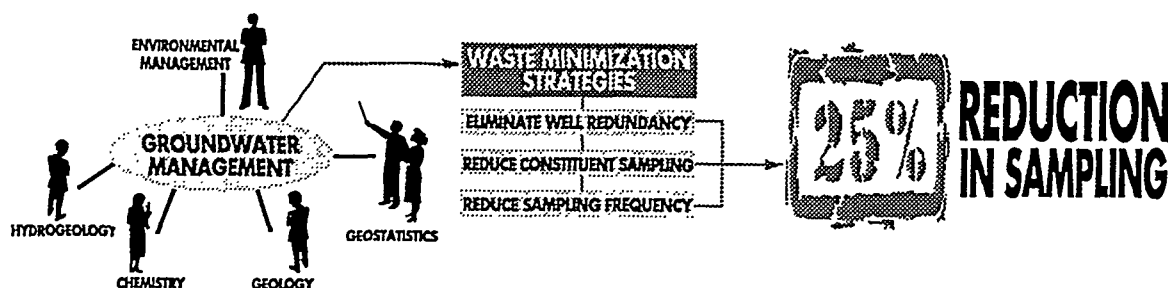 ENVIRONMENTAL
MANAGEMENT
GROUNDWATER
MANAGEMENT
HYDROGEOLOGY
CHEMISTRY
GEOLOGY
GEOSTATISTICS
WASTE MINIMIZATION
STRATEGIES
ELIMINATE WELL REDUNDANCY
REDUCE CONSTITUENT SAMPLING
REDUCE SAMPLING FREQUENCY
25%
REDUCTION
IN SAMPLING